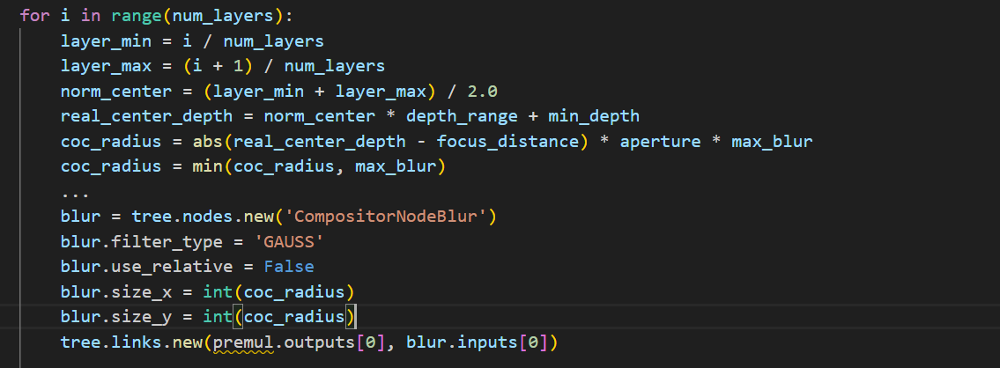 for i in range(num_layers):
    layer_min = i / num_layers
    layer_max = (i + 1) / num_layers
    norm_center = (layer_min + layer_max) / 2.0
    real_center_depth = norm_center * depth_range + min_depth
    coc_radius = abs(real_center_depth - focus_distance) * aperture * max_blur
    coc_radius = min(coc_radius, max_blur)
    ...
    blur = tree.nodes.new('CompositorNodeBlur')
    blur.filter_type = 'GAUSS'
    blur.use_relative = False
    blur.size_x = int(coc_radius)
    blur.size_y = int(coc_radius)
    tree.links.new(premul.outputs[0], blur.inputs[0])